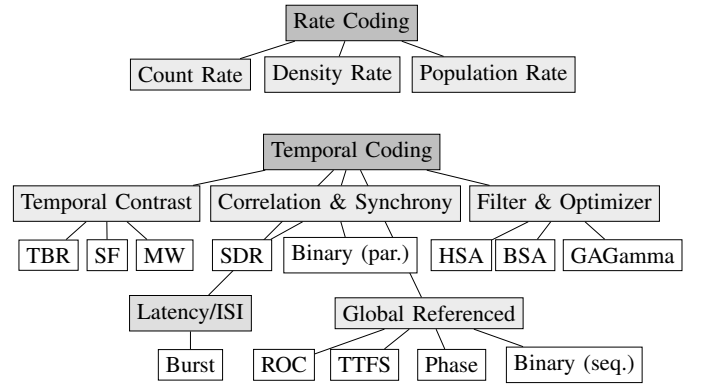 Rate Coding
Count Rate Density Rate Population Rate
Temporal Coding
Temporal Contrast Correlation & Synchrony Filter & Optimizer
TBR SF MW SDR Binary (par.) HSA BSA GAGamma
Latency/ISI Global Referenced
Burst ROC TTFS Phase Binary (seq.)